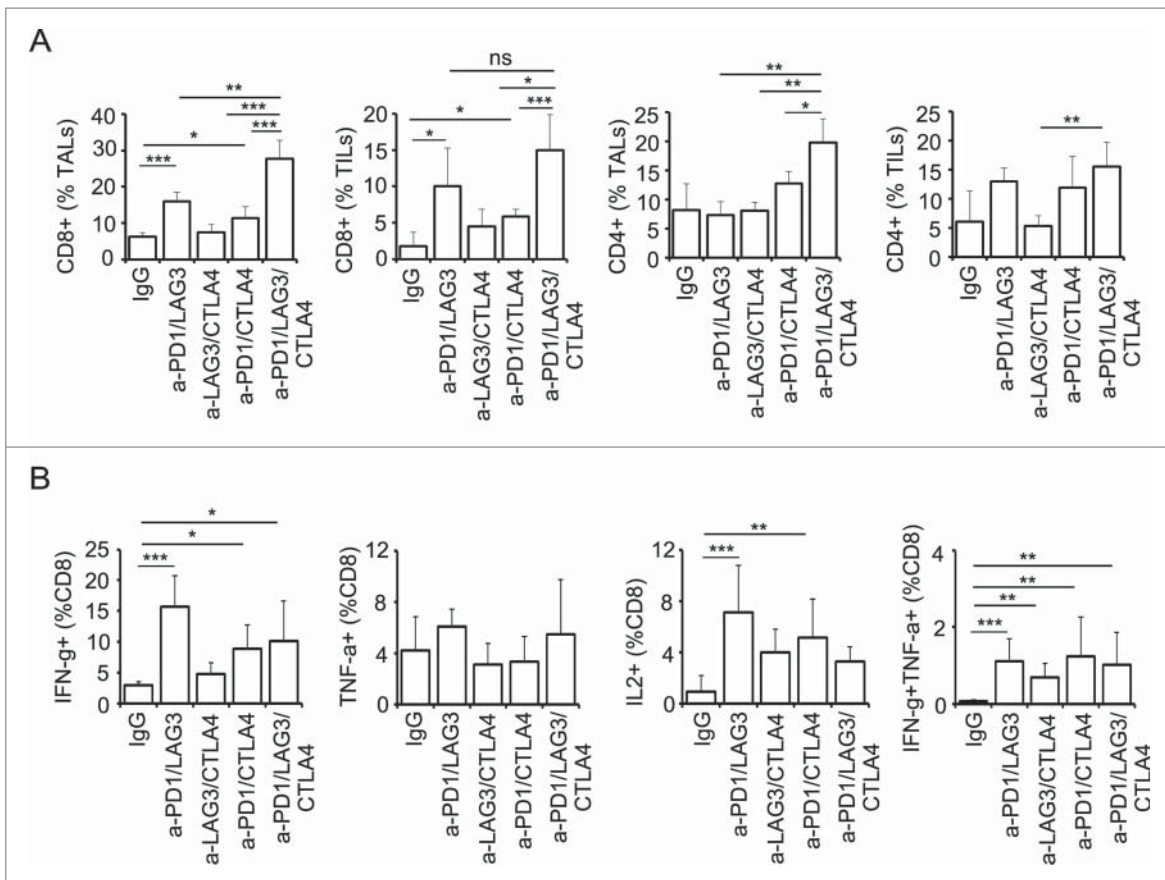 A
CD8+ (% TALs)
40
30
20
10
0
**
***
*
***
***
IgG
a-PD1/LAG3
a-LAG3/CTLA4
a-PD1/CTLA4
a-PD1/LAG3/
CTLA4
CD8+ (% TILs)
20
15
10
5
0
ns
*
*
***
*
IgG
a-PD1/LAG3
a-LAG3/CTLA4
a-PD1/CTLA4
a-PD1/LAG3/
CTLA4
CD4+ (% TALs)
25
20
15
10
5
0
**
**
*
IgG
a-PD1/LAG3
a-LAG3/CTLA4
a-PD1/CTLA4
a-PD1/LAG3/
CTLA4
CD4+ (% TILs)
25
20
15
10
5
0
**
IgG
a-PD1/LAG3
a-LAG3/CTLA4
a-PD1/CTLA4
a-PD1/LAG3/
CTLA4
B
IFN-g+ (%CD8)
25
20
15
10
5
0
*
*
***
IgG
a-PD1/LAG3
a-LAG3/CTLA4
a-PD1/CTLA4
a-PD1/LAG3/
CTLA4
TNF-a+ (%CD8)
12
8
4
0
IgG
a-PD1/LAG3
a-LAG3/CTLA4
a-PD1/CTLA4
a-PD1/LAG3/
CTLA4
IL2+ (%CD8)
12
8
4
0
**
***
IgG
a-PD1/LAG3
a-LAG3/CTLA4
a-PD1/CTLA4
a-PD1/LAG3/
CTLA4
IFN-g+TNF-a+ (%CD8)
4
2
0
**
**
**
***
IgG
a-PD1/LAG3
a-LAG3/CTLA4
a-PD1/CTLA4
a-PD1/LAG3/
CTLA4